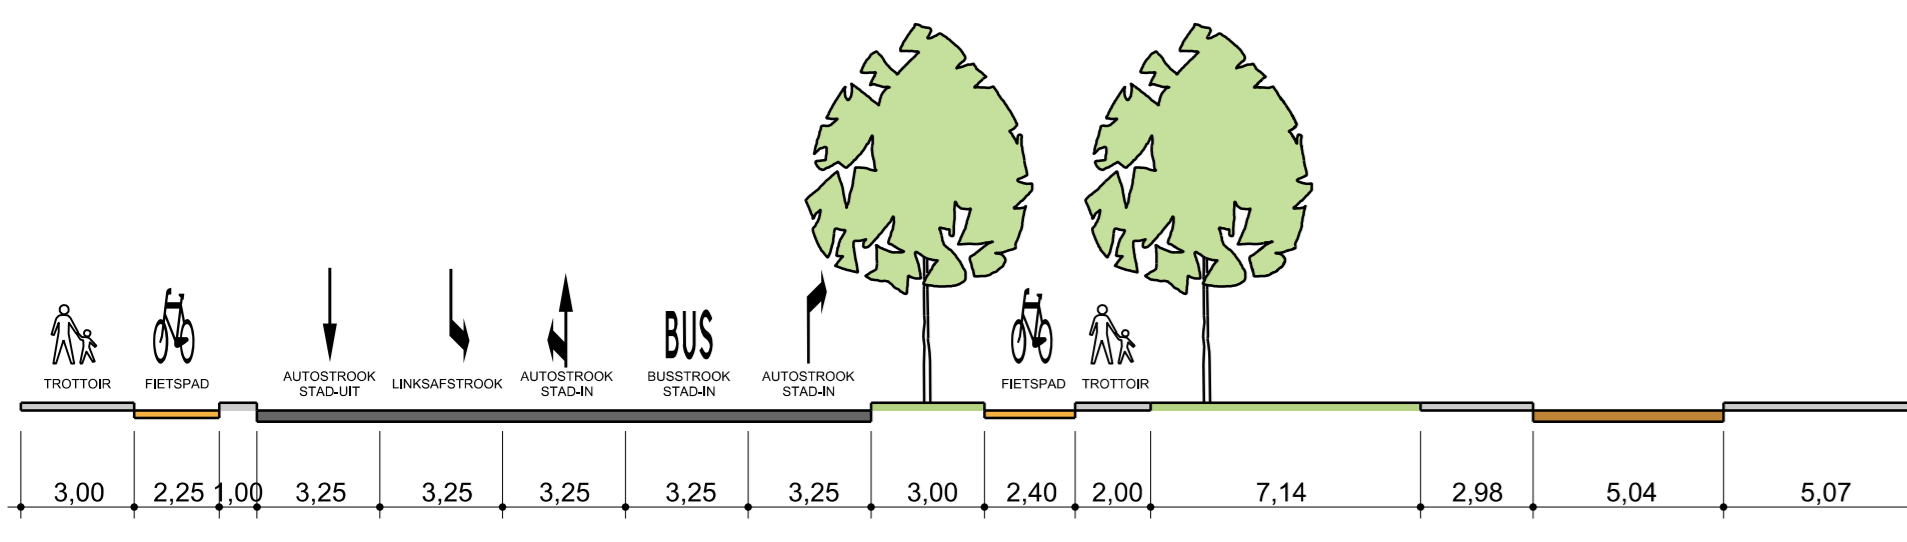 BUS
TROTTOIR
FIETSPAD
AUTOSTROOK
STAD-UIT
LINKSAFSTROOK
AUTOSTROOK
STAD-IN
BUSSTROOK
STAD-IN
AUTOSTROOK
STAD-IN
FIETSPAD
TROTTOIR
3,00
2,25
1,00
3,25
3,25
3,25
3,25
3,25
3,00
2,40
2,00
7,14
2,98
5,04
5,07